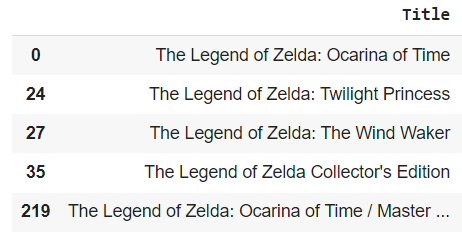 Title
0 The Legend of Zelda: Ocarina of Time
24 The Legend of Zelda: Twilight Princess
27 The Legend of Zelda: The Wind Waker
35 The Legend of Zelda Collector's Edition
219 The Legend of Zelda: Ocarina of Time / Master ...